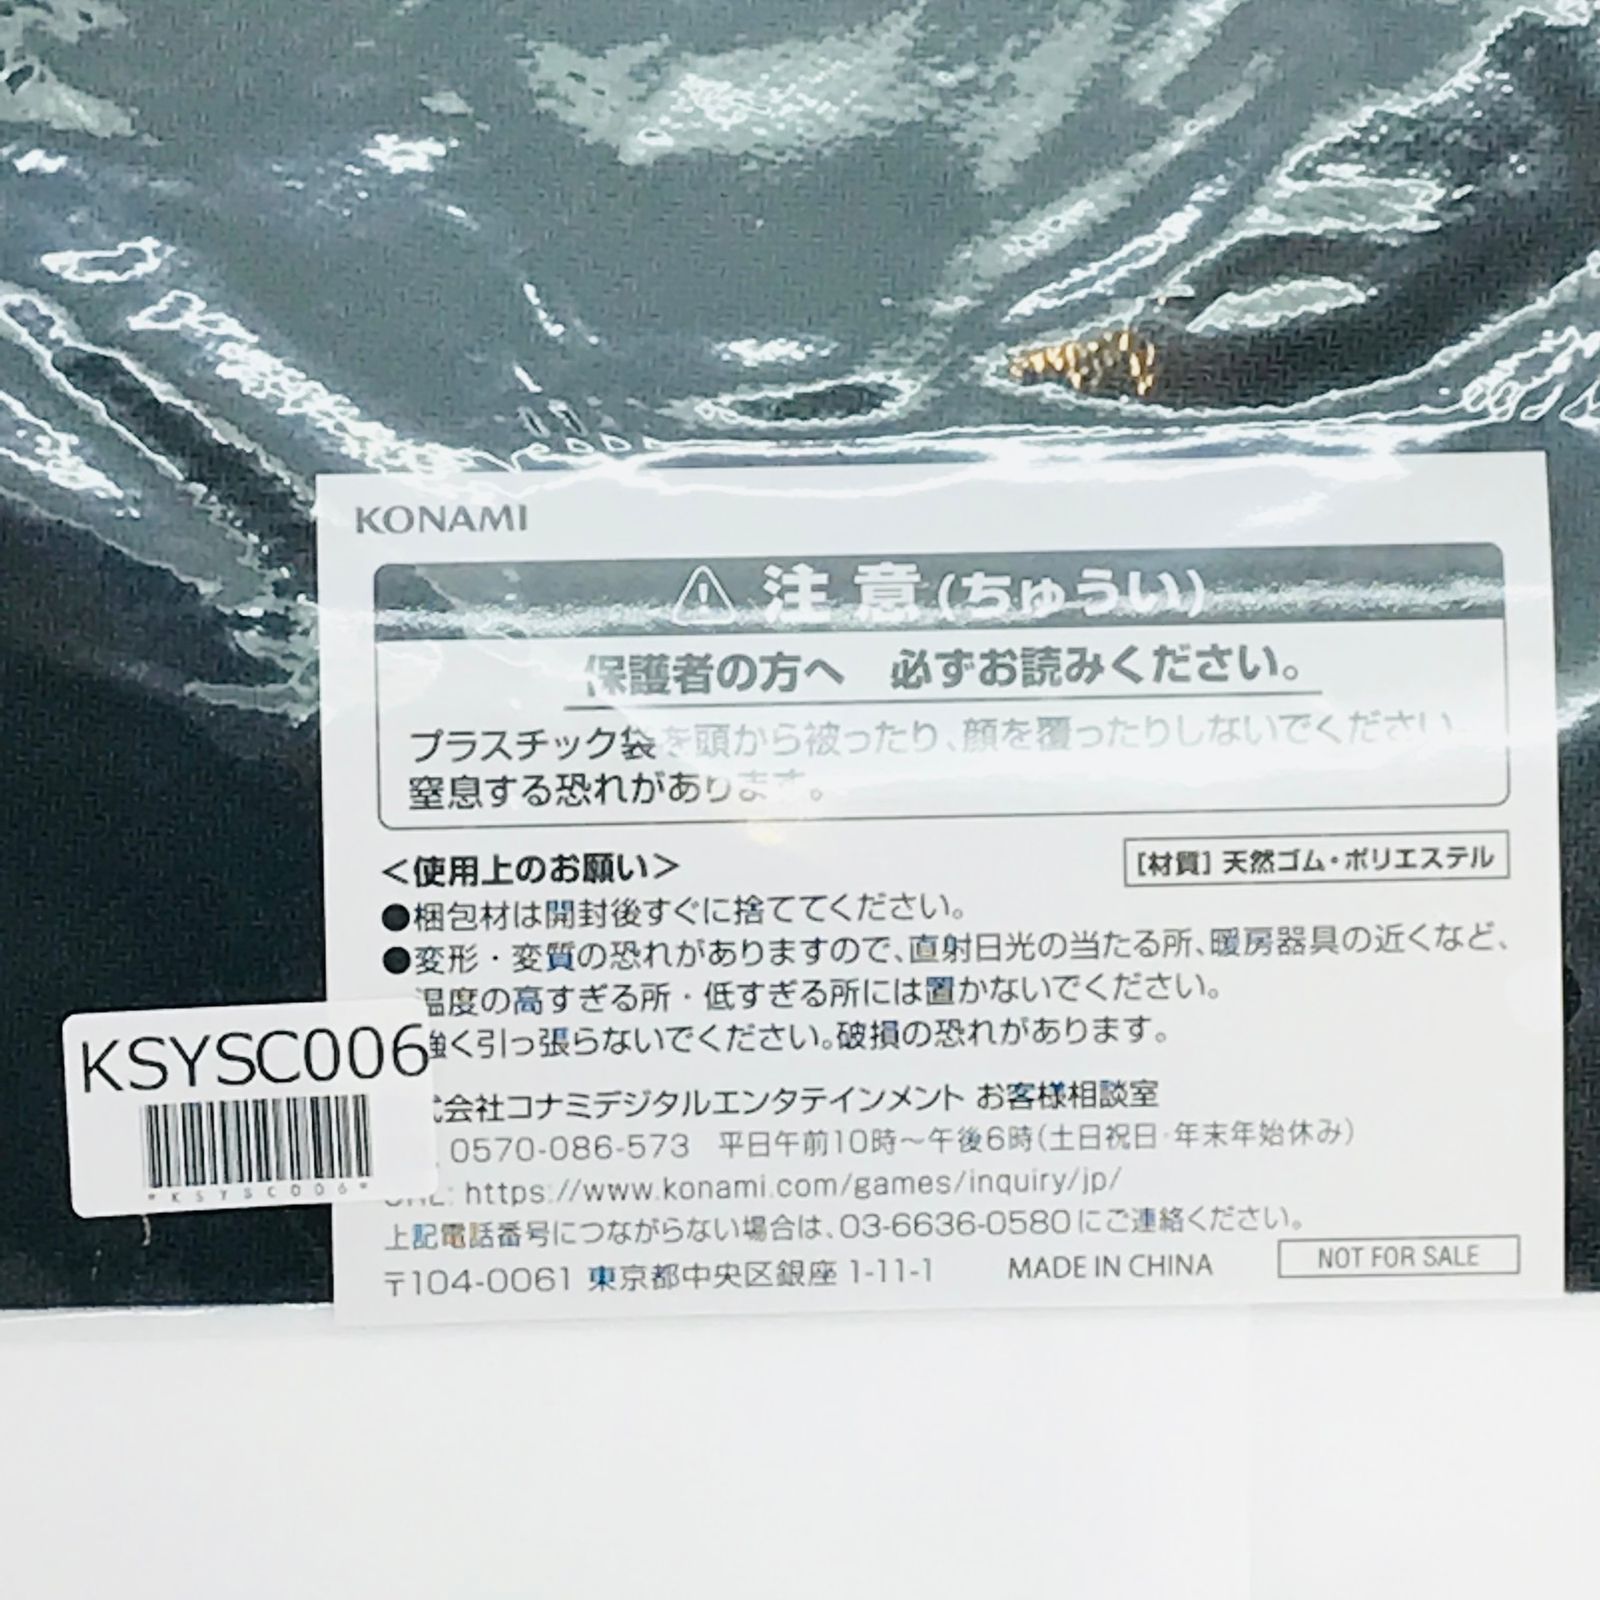 KONAMI
注意(ちゅうい)
保護者の方へ 必ずお読みください。
プラスチック袋を頭から被ったり、顔を覆ったりしないでください
窒息する恐れがあります。
<使用上のお願い>
[材質] 天然ゴム・ポリエステル
●梱包材は開封後すぐに捨ててください。
●変形・変質の恐れがありますので、直射日光の当たる所、暖房器具の近くなど、
温度の高すぎる所・低すぎる所には置かないでください。
強く引っ張らないでください。破損の恐れがあります。
式会社コナミデジタルエンタテインメント お客様相談室
0570-086-573 平日午前10時～午後6時(土日祝日・年末年始休み)
URL: https://www.konami.com/games/inquiry/jp/
上記電話番号につながらない場合は、03-6636-0580にご連絡ください。
〒104-0061 東京都中央区銀座 1-11-1 MADE IN CHINA
NOT FOR SALE
KSYSC006
*KSYSC006*